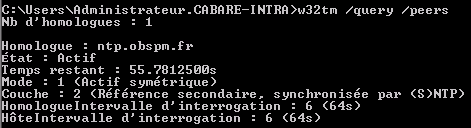 C:\Users\Administrateur.CABARE-INTRA>w32tm /query /peers
Nb d'homologues : 1
Homologue : ntp.obspm.fr
État : Actif
Temps restant : 55.7812500s
Mode : 1 (Actif symétrique)
Couche : 2 (Référence secondaire, synchronisée par (S)NTP)
HomologueIntervalle d'interrogation : 6 (64s)
HôteIntervalle d'interrogation : 6 (64s)